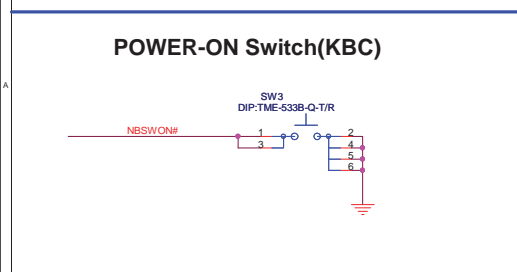 POWER-ON Switch(KBC)
A
SW3
DIP:TME-533B-Q-T/R
NBSWON#
1
2
3
4
5
6